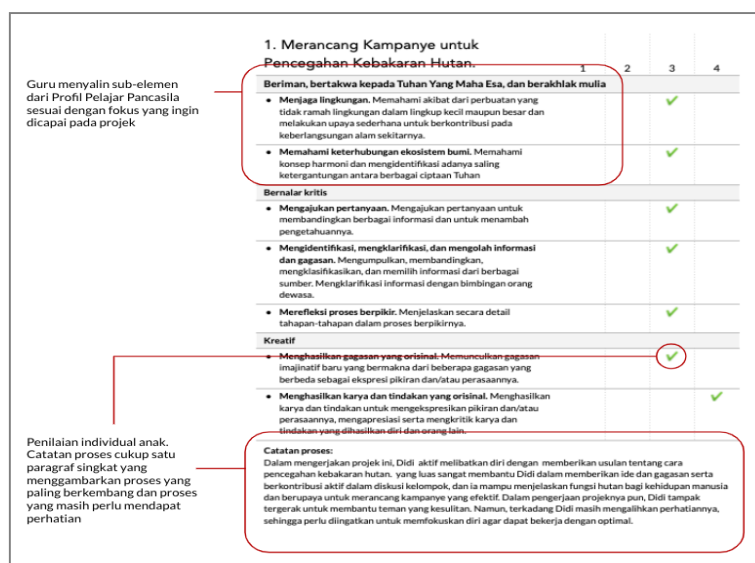 1. Merancang Kampanye untuk
Pencegahan Kebakaran Hutan.
1 2 3 4
Guru menyalin sub-elemen
dari Profil Pelajar Pancasila
sesuai dengan fokus yang ingin
dicapai pada projek
Beriman, bertakwa kepada Tuhan Yang Maha Esa, dan berakhlak mulia
• Menjaga lingkungan. Memahami akibat dari perbuatan yang
tidak ramah lingkungan dalam lingkup kecil maupun besar dan
melakukan upaya sederhana untuk berkontribusi pada
keberlangsungan alam sekitarnya.
• Memahami keterhubungan ekosistem bumi. Memahami
konsep harmoni dan mengidentifikasi adanya saling
ketergantungan antara berbagai ciptaan Tuhan
Bernalar kritis
• Mengajukan pertanyaan. Mengajukan pertanyaan untuk
membandingkan berbagai informasi dan untuk menambah
pengetahuannya.
• Mengidentifikasi, mengklarifikasi, dan mengolah informasi
dan gagasan. Mengumpulkan, membandingkan,
mengklasifikasikan, dan memilih informasi dari berbagai
sumber. Mengklarifikasi informasi dengan bimbingan orang
dewasa.
• Merefleksi proses berpikir. Menjelaskan secara detail
tahapan-tahapan dalam proses berpikirnya.
Kreatif
• Menghasilkan gagasan yang orisinal. Memunculkan gagasan
imajinatif baru yang bermakna dari beberapa gagasan yang
berbeda sebagai ekspresi pikiran dan/atau perasaannya.
• Menghasilkan karya dan tindakan yang orisinal. Menghasilkan
karya dan tindakan untuk mengekspresikan pikiran dan/atau
perasaannya, mengapresiasi serta mengkritik karya dan
tindakan yang dihasilkan diri dan orang lain.
Penilaian individual anak.
Catatan proses cukup satu
paragraf singkat yang
menggambarkan proses yang
paling berkembang dan proses
yang masih perlu mendapat
perhatian
Catatan proses:
Dalam mengerjakan projek ini, Didi aktif melibatkan diri dengan memberikan usulan tentang cara
pencegahan kebakaran hutan. yang luas sangat membantu Didi dalam memberikan ide dan gagasan serta
berkontribusi aktif dalam diskusi kelompok, dan ia mampu menjelaskan fungsi hutan bagi kehidupan manusia
dan berupaya untuk merancang kampanye yang efektif. Dalam pengerjaan projeknya pun, Didi tampak
tergerak untuk membantu teman yang kesulitan. Namun, terkadang Didi masih mengalihkan perhatiannya,
sehingga perlu diingatkan untuk memfokuskan diri agar dapat bekerja dengan optimal.